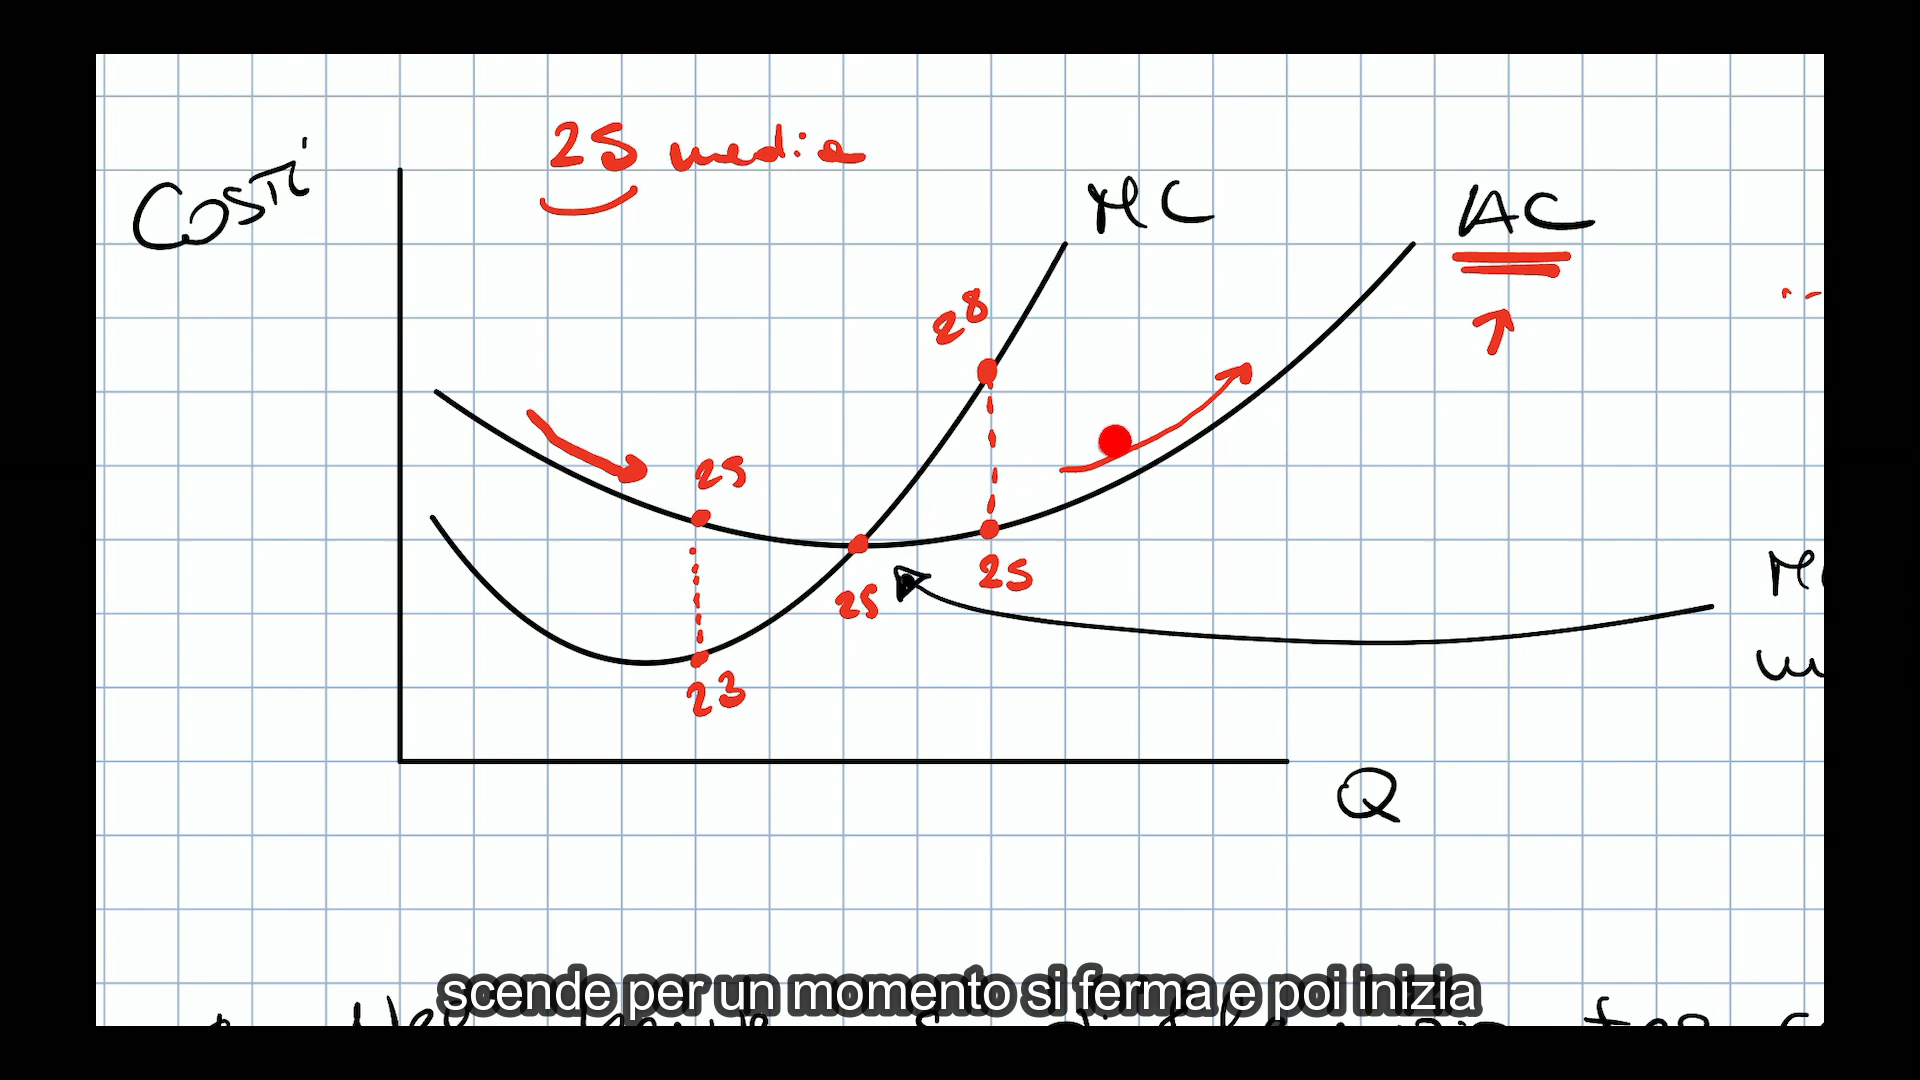 25 media
Costi
MC
AC
28
25
25
25
23
Q
scende per un momento si ferma e poi inizia